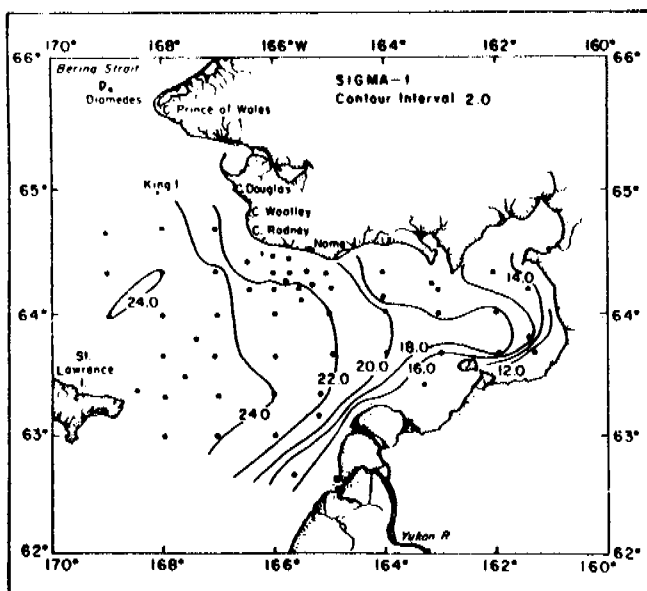 170° 168° 166°W 164° 162° 160°
66° 66°
Bering Strait
Diomedes
C. Prince of Wales
SIGMA-t
Contour Interval 2.0
65° 65°
King I
C. Douglas
C. Woolley
C. Rodney
Nome
14.0
24.0
64° 64°
18.0
20.0
16.0
12.0
22.0
St.
Lawrence
I.
24.0
63° 63°
Yukon R
62° 62°
170° 168° 166° 164° 162° 160°